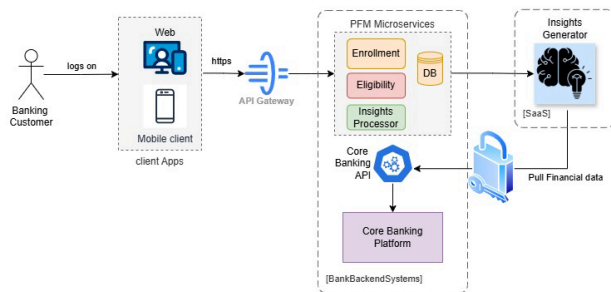 PFM Microservices
Insights
Generator
Web
Enrollment
logs on
https
DB
Eligibility
API Gateway
Banking
Customer
Insights
Processor
[SaaS]
Mobile client
client Apps
Core
Banking
API
Pull Financial data
Core Banking
Platform
[BankBackendSystems]